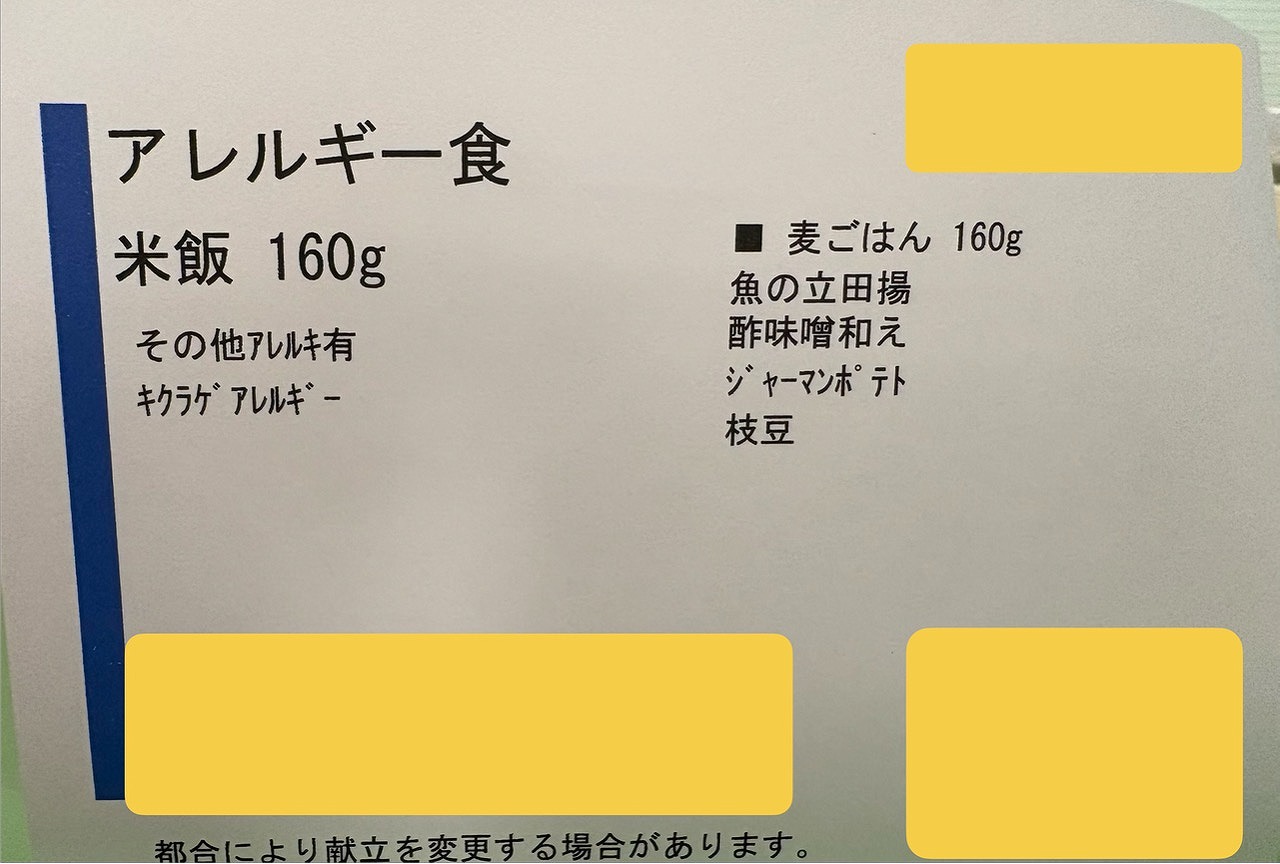 アレルギー食
米飯 160g
その他ｱﾚﾙｷ有
ｷｸﾗｹﾞｱﾚﾙｷﾞｰ
■ 麦ごはん 160g
魚の立田揚
酢味噌和え
ｼﾞｬｰﾏﾝﾎﾟﾃﾄ
枝豆
都合により献立を変更する場合があります。